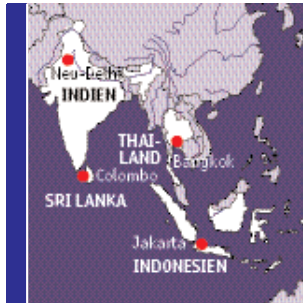 Neu-Delhi
INDIEN
THAI-
LAND
Bangkok
Colombo
SRI LANKA
Jakarta
INDONESIEN